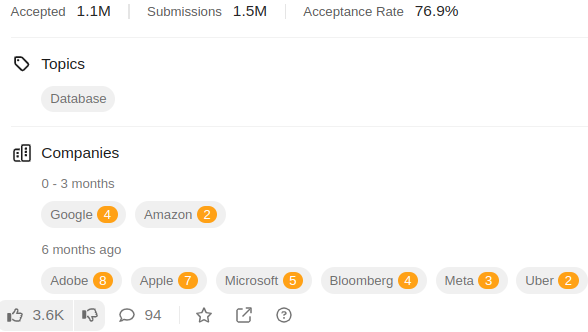 Accepted 1.1M Submissions 1.5M Acceptance Rate 76.9%
Topics
Database
Companies
0 - 3 months
Google 4 Amazon 2
6 months ago
Adobe 8 Apple 7 Microsoft 5 Bloomberg 4 Meta 3 Uber 2
3.6K 94